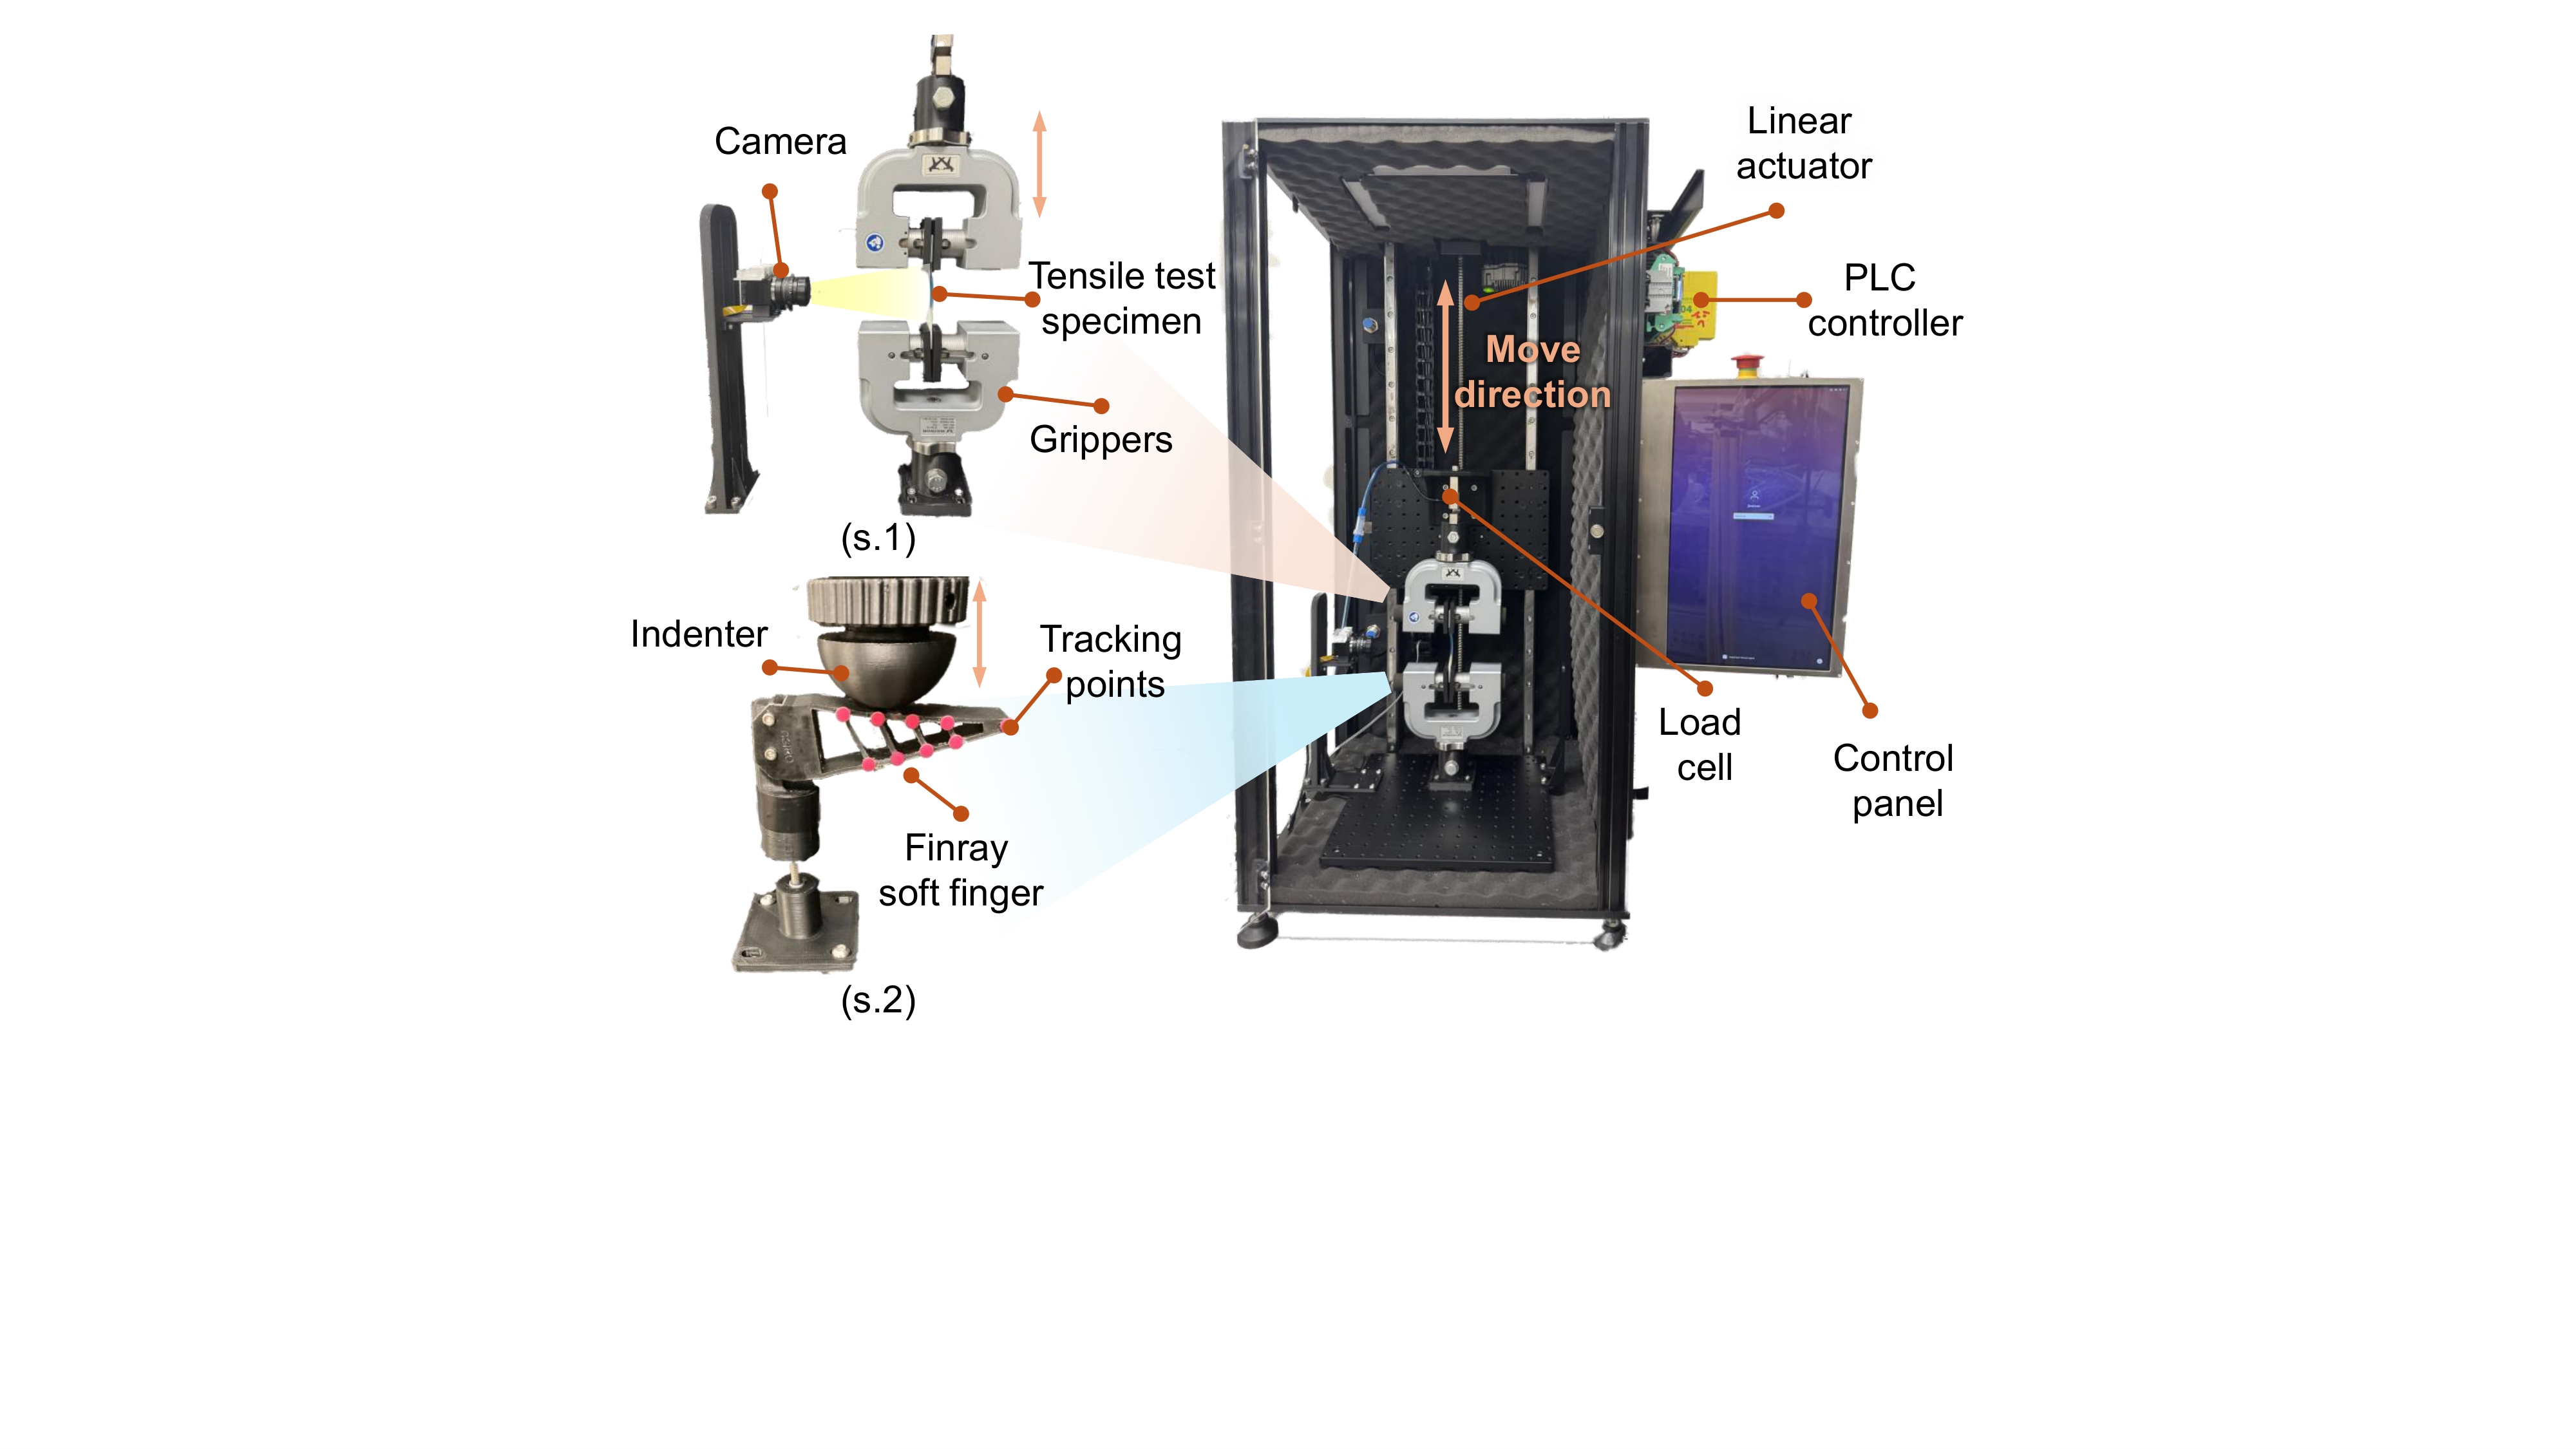 Camera
Tensile test
specimen
Grippers
(s.1)
Indenter
Tracking
points
Finray
soft finger
(s.2)
Linear
actuator
PLC
controller
Move
direction
Load
cell
Control
panel